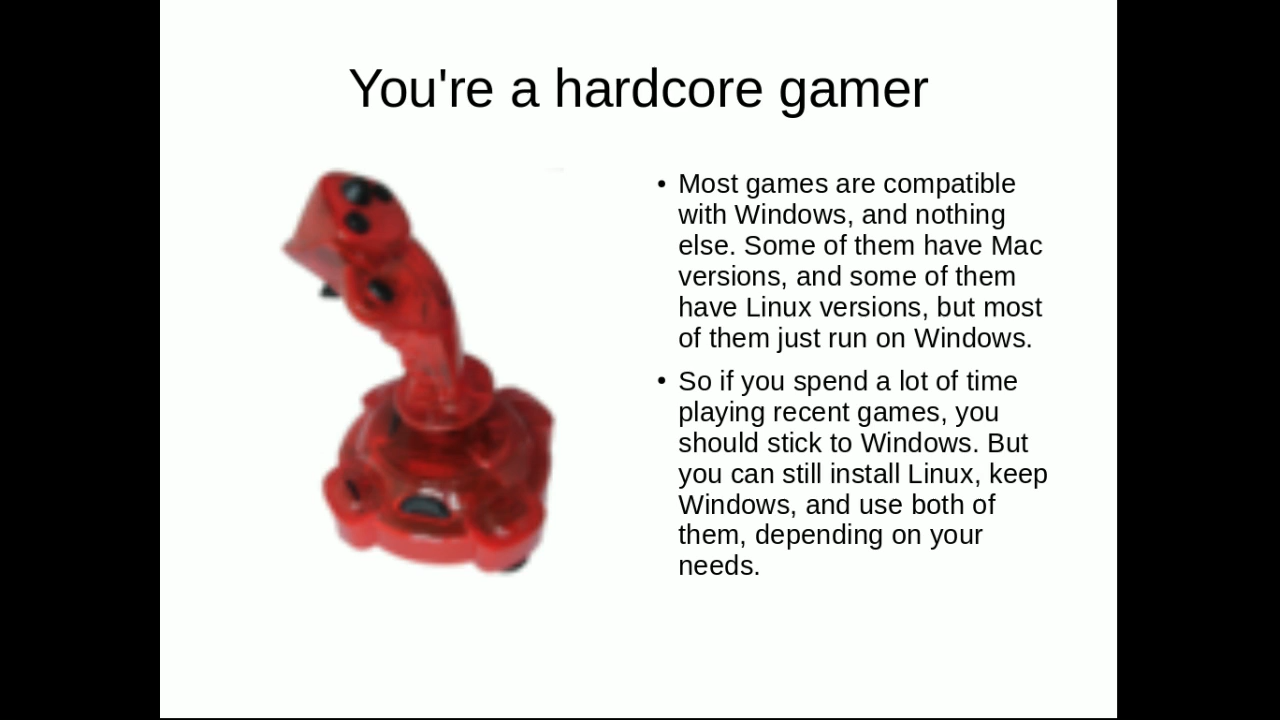 You're a hardcore gamer
• Most games are compatible
with Windows, and nothing
else. Some of them have Mac
versions, and some of them
have Linux versions, but most
of them just run on Windows.
• So if you spend a lot of time
playing recent games, you
should stick to Windows. But
you can still install Linux, keep
Windows, and use both of
them, depending on your
needs.